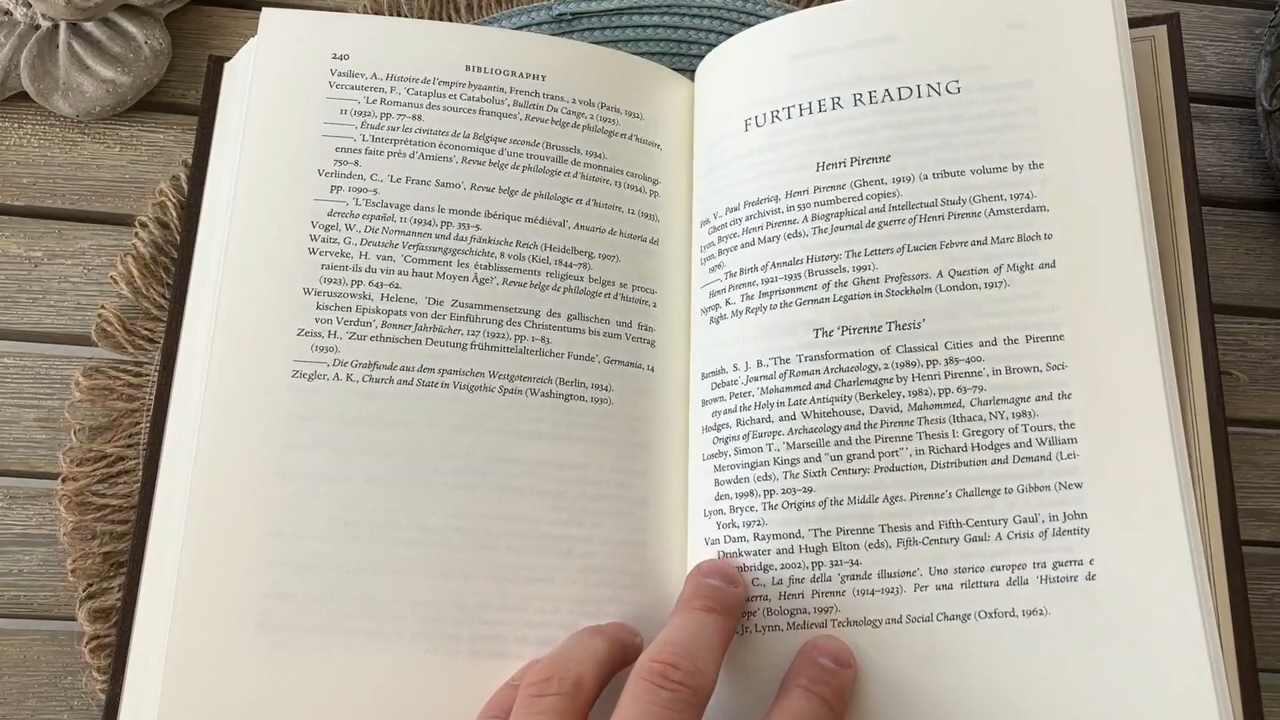 240
BIBLIOGRAPHY
Vasiliev, A., Histoire de l'empire byzantin, French trans., 2 vols (Paris, 1932).
Vercauteren, F., 'Cataplus et Catabolus', Bulletin Du Cange, 2 (1925).
———, 'Le Romanus des sources franques', Revue belge de philologie et d'histoire,
11 (1932), pp. 77–88.
———, Étude sur les civitates de la Belgique seconde (Brussels, 1934).
———, 'L'Interprétation économique d'une trouvaille de monnaies carolingi-
ennes faite près d'Amiens', Revue belge de philologie et d'histoire, 13 (1934), pp.
750–8.
Verlinden, C., 'Le Franc Samo', Revue belge de philologie et d'histoire, 12 (1933),
pp. 1090–5.
———, 'L'Esclavage dans le monde ibérique médiéval', Anuario de historia del
derecho español, 11 (1934), pp. 353–5.
Vogel, W., Die Normannen und das fränkische Reich (Heidelberg, 1907).
Waitz, G., Deutsche Verfassungsgeschichte, 8 vols (Kiel, 1844–78).
Werveke, H. van, 'Comment les établissements religieux belges se procu-
raient-ils du vin au haut Moyen Âge?', Revue belge de philologie et d'histoire, 2
(1923), pp. 643–62.
Wieruszowski, Helene, 'Die Zusammensetzung des gallischen und frän-
kischen Episkopats von der Einführung des Christentums bis zum Vertrag
von Verdun', Bonner Jahrbücher, 127 (1922), pp. 1–83.
Zeiss, H., 'Zur ethnischen Deutung frühmittelalterlicher Funde', Germania, 14
(1930).
———, Die Grabfunde aus dem spanischen Westgotenreich (Berlin, 1934).
Ziegler, A. K., Church and State in Visigothic Spain (Washington, 1930).
FURTHER READING
Henri Pirenne
V., Paul Fredericq, Henri Pirenne (Ghent, 1919) (a tribute volume by the
Ghent city archivist, in 530 numbered copies).
Lyon, Bryce, Henri Pirenne. A Biographical and Intellectual Study (Ghent, 1974).
Lyon, Bryce and Mary (eds), The Journal de guerre of Henri Pirenne (Amsterdam,
1976).
———, The Birth of Annales History: The Letters of Lucien Febvre and Marc Bloch to
Henri Pirenne, 1921–1935 (Brussels, 1991).
Nyrop, K., The Imprisonment of the Ghent Professors. A Question of Might and
Right. My Reply to the German Legation in Stockholm (London, 1917).
The 'Pirenne Thesis'
Barnish, S. J. B., 'The Transformation of Classical Cities and the Pirenne
Debate', Journal of Roman Archaeology, 2 (1989), pp. 385–400.
Brown, Peter, 'Mohammed and Charlemagne by Henri Pirenne', in Brown, Soci-
ety and the Holy in Late Antiquity (Berkeley, 1982), pp. 63–79.
Hodges, Richard, and Whitehouse, David, Mahommed, Charlemagne and the
Origins of Europe. Archaeology and the Pirenne Thesis (Ithaca, NY, 1983).
Loseby, Simon T., 'Marseille and the Pirenne Thesis I: Gregory of Tours, the
Merovingian Kings and "un grand port"', in Richard Hodges and William
Bowden (eds), The Sixth Century: Production, Distribution and Demand (Lei-
den, 1998), pp. 203–29.
Lyon, Bryce, The Origins of the Middle Ages. Pirenne's Challenge to Gibbon (New
York, 1972).
Van Dam, Raymond, 'The Pirenne Thesis and Fifth-Century Gaul', in John
Drinkwater and Hugh Elton (eds), Fifth-Century Gaul: A Crisis of Identity
mbridge, 2002), pp. 321–34.
C., La fine della 'grande illusione'. Uno storico europeo tra guerra e
uerra, Henri Pirenne (1914–1923). Per una rilettura della 'Histoire de
ope' (Bologna, 1997).
, Jr, Lynn, Medieval Technology and Social Change (Oxford, 1962).